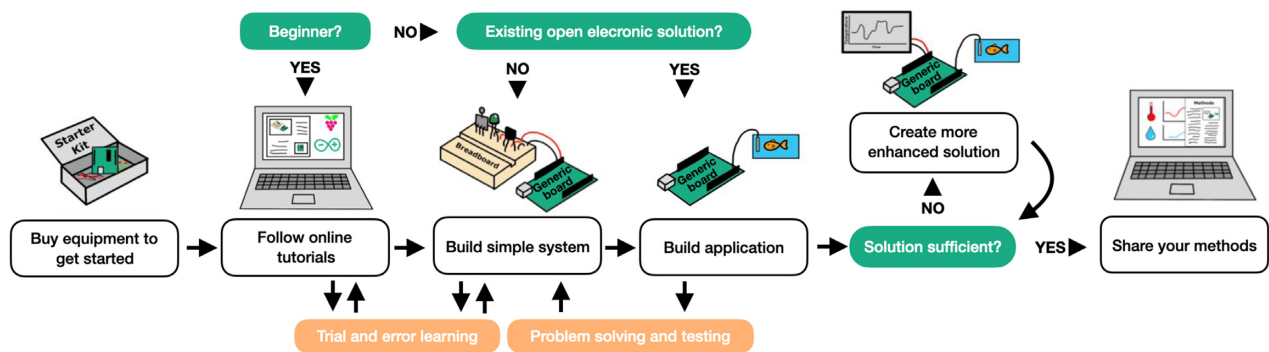 Beginner?
NO
Existing open elecronic solution?
YES
NO
YES
Starter
Kit
Breadboard
Generic
board
Generic
board
Temperature
Time
Generic
board
Create more
enhanced solution
NO
Methods
Buy equipment to
get started
Follow online
tutorials
Build simple system
Build application
Solution sufficient?
YES
Share your methods
Trial and error learning
Problem solving and testing